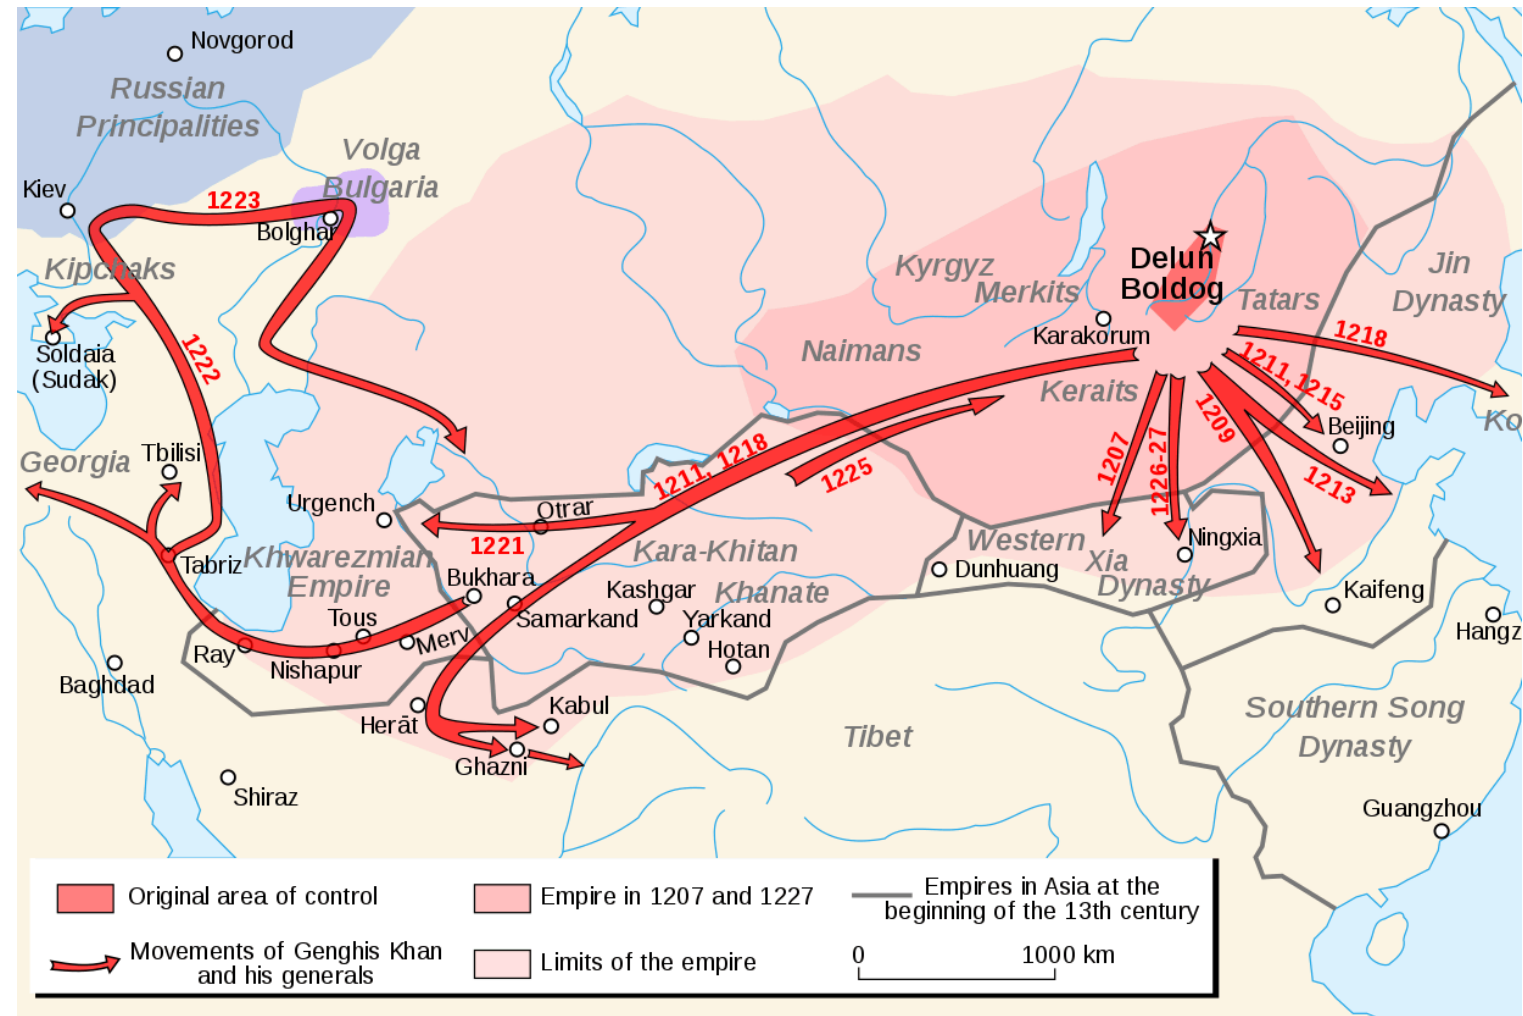 Novgorod
Russian
Principalities
Volga
Bulgaria
Kiev
1223
Bolghar
Kipchaks
Soldaia
(Sudak)
1222
Georgia
Tbilisi
Tabriz
Urgench
Khwarezmian
Empire
Otrar
1221
Bukhara
Samarkand
Tous
Merv
Ray
Nishapur
Baghdad
Herāt
Kabul
Ghazni
Shiraz
Kara-Khitan
Khanate
Kashgar
Yarkand
Hotan
1211, 1218
1225
Naimans
Kyrgyz
Merkits
Karakorum
Keraits
Delun
Boldog
Tatars
Jin
Dynasty
1218
1211, 1215
1209
1207
1226-27
1213
Beijing
Ko
Western
Xia
Dynasty
Dunhuang
Ningxia
Kaifeng
Hangz
Tibet
Southern Song
Dynasty
Guangzhou
Original area of control
Movements of Genghis Khan
and his generals
Empire in 1207 and 1227
Limits of the empire
Empires in Asia at the
beginning of the 13th century
0 1000 km